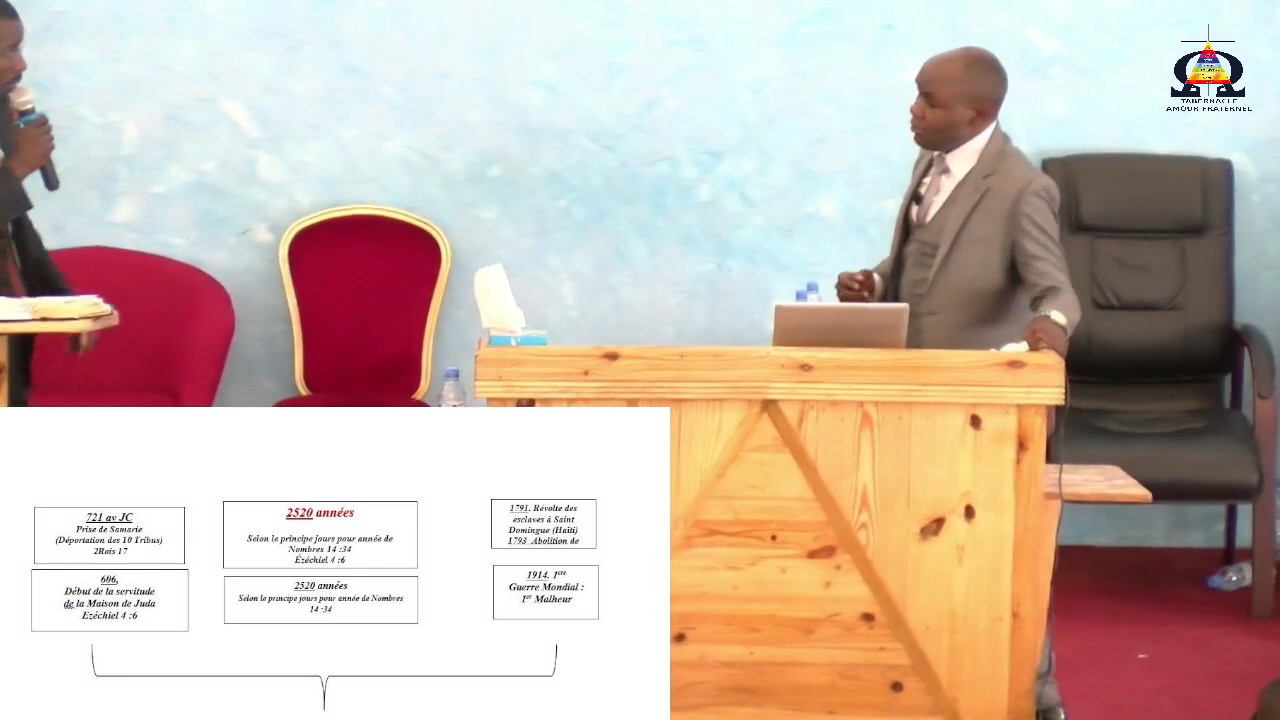 TABERNACLE
AMOUR FRATERNEL
721 av JC
Prise de Samarie
(Déportation des 10 Tribus)
2Rois 17
606,
Début de la servitude
de la Maison de Juda
Ezéchiel 4 :6
2520 années
Selon le principe jours pour année de
Nombres 14 :34
Ézéchiel 4 :6
2520 années
Selon le principe jours pour année de Nombres
14 :34
1791. Révolte des
esclaves à Saint
Domingue (Haïti)
1793. Abolition de
1914. 1ère
Guerre Mondial :
1er Malheur